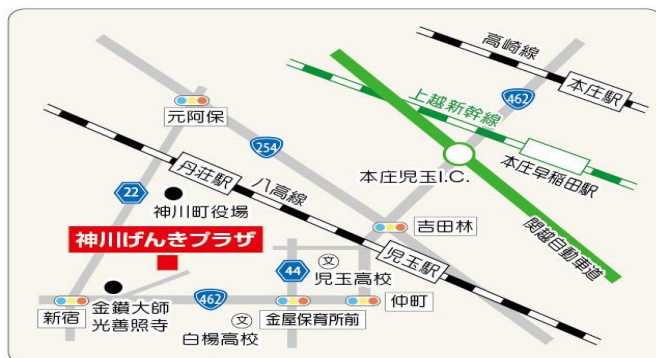 高崎線
本庄駅
462
上越新幹線
元阿保
254
本庄早稲田駅
本庄児玉I.C.
丹荘駅
八高線
22
神川町役場
吉田林
関越自動車道
神川げんきプラザ
児玉駅
44
文
児玉高校
金鑚大師
光善照寺
462
仲町
新宿
文
白楊高校
金屋保育所前